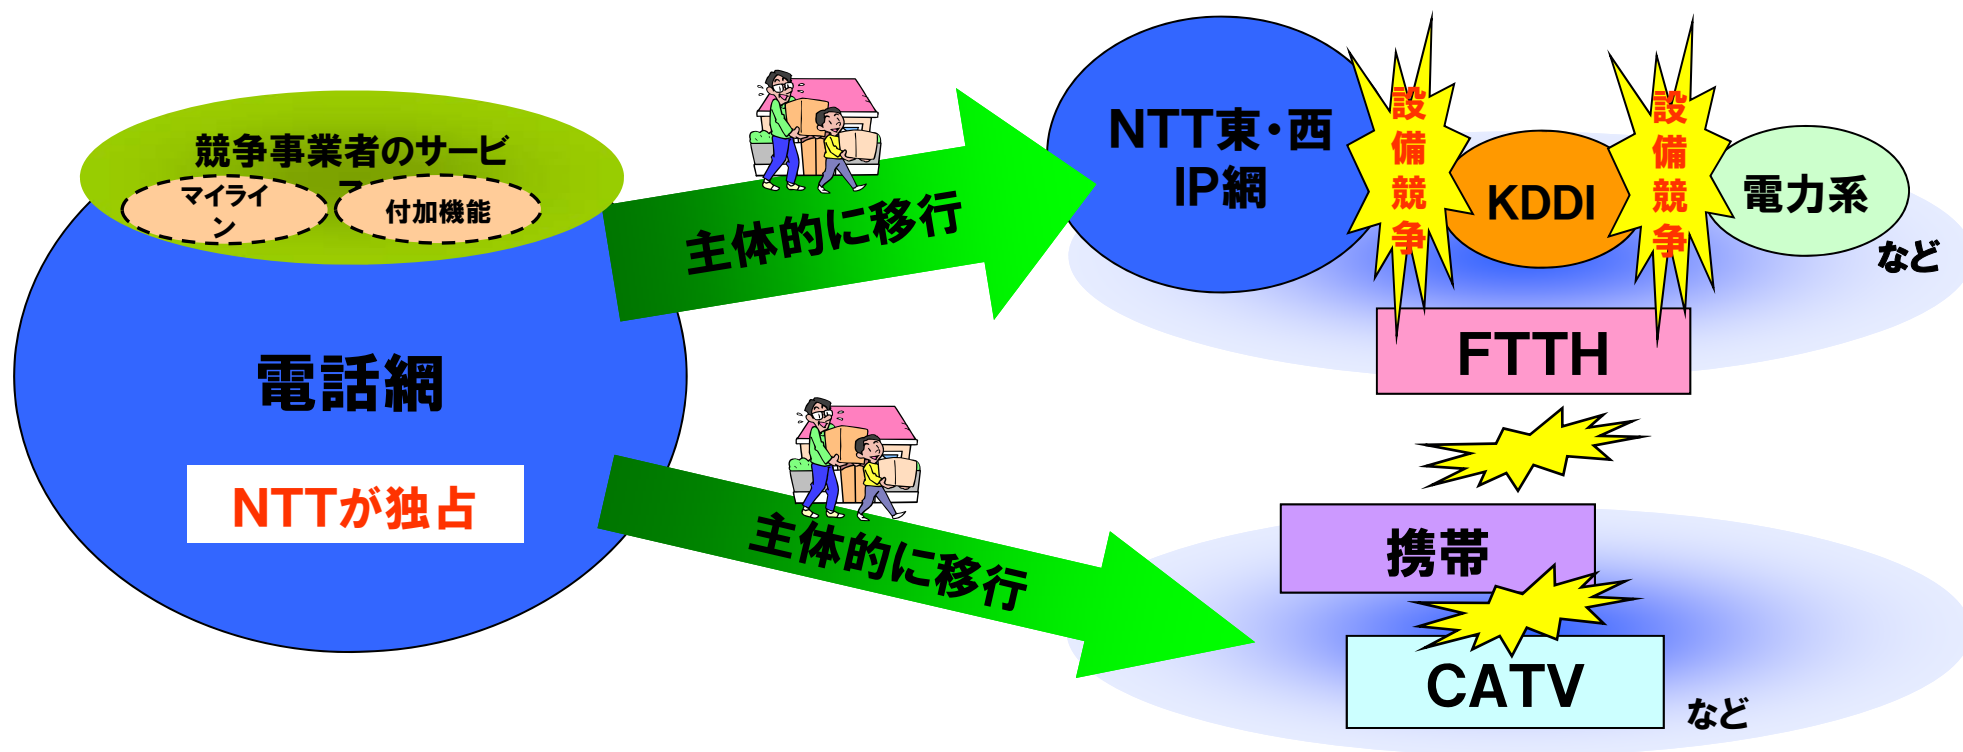 競争事業者のサービ
ス
マイライ
ン
付加機能
電話網
NTTが独占
主体的に移行
主体的に移行
NTT東・西
IP網
設備競争
KDDI
設備競争
電力系
など
FTTH
携帯
CATV
など